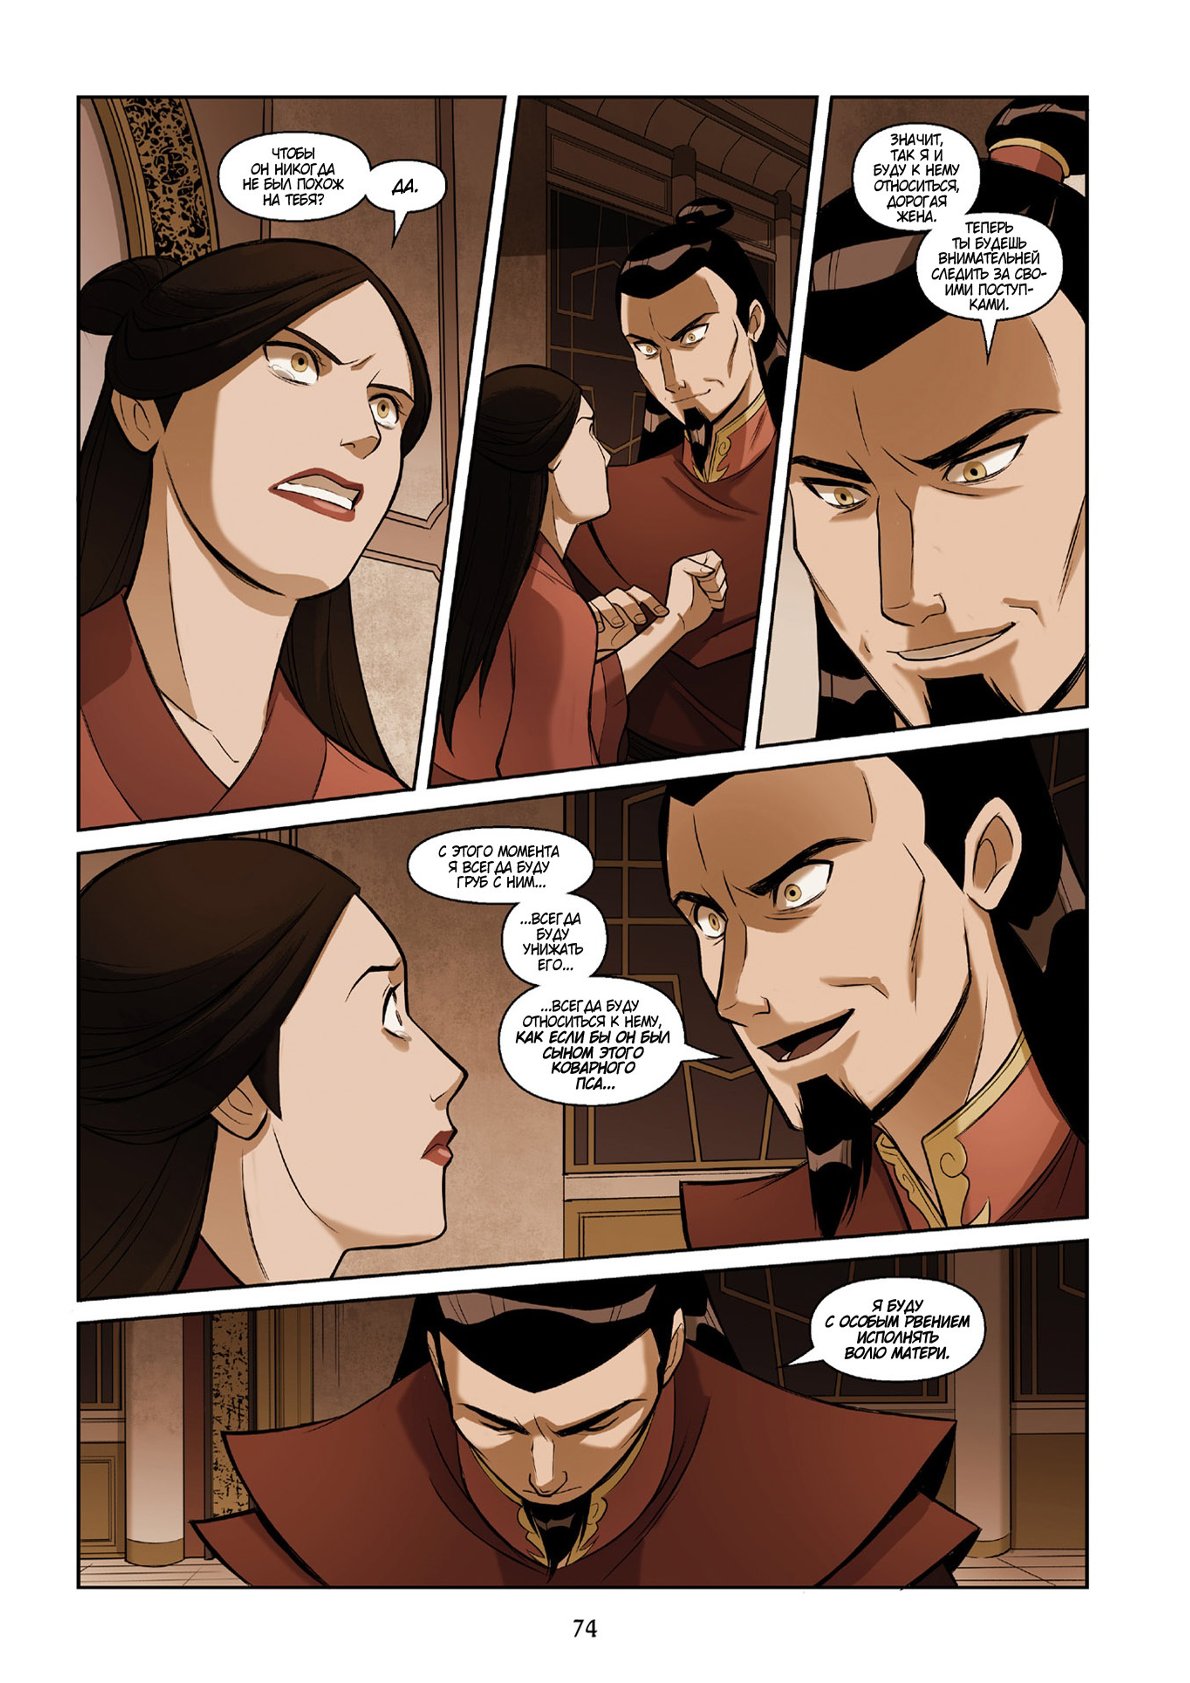 ЧТОБЫ
ОН НИКОГДА
НЕ БЫЛ ПОХОЖ
НА ТЕБЯ?
ДА.
ЗНАЧИТ,
ТАК Я И
БУДУ К НЕМУ
ОТНОСИТЬСЯ,
ДОРОГАЯ
ЖЕНА.
ТЕПЕРЬ
ТЫ БУДЕШЬ
ВНИМАТЕЛЬНЕЙ
СЛЕДИТЬ ЗА СВО-
ИМИ ПОСТУП-
КАМИ.
С ЭТОГО МОМЕНТА
Я ВСЕГДА БУДУ
ГРУБ С НИМ...
...ВСЕГДА
БУДУ
УНИЖАТЬ
ЕГО...
...ВСЕГДА БУДУ
ОТНОСИТЬСЯ К НЕМУ,
КАК ЕСЛИ БЫ ОН БЫЛ
СЫНОМ ЭТОГО
КОВАРНОГО
ПСА...
Я БУДУ
С ОСОБЫМ РВЕНИЕМ
ИСПОЛНЯТЬ
ВОЛЮ МАТЕРИ.
74